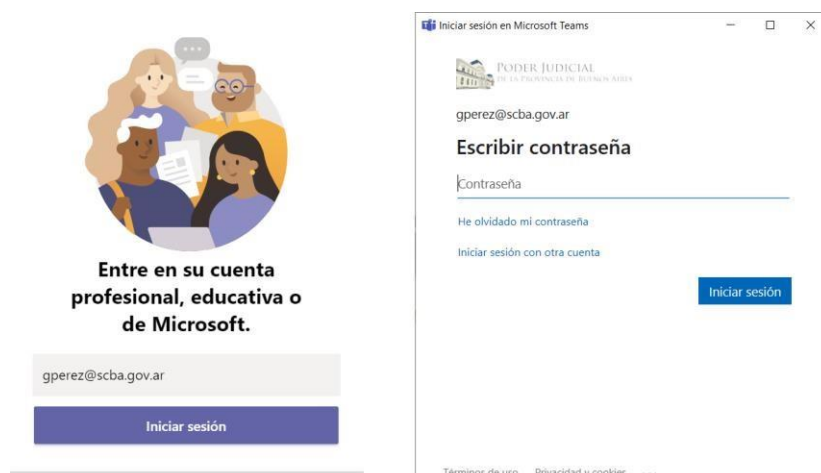 Entre en su cuenta
profesional, educativa o
de Microsoft.
gperez@scba.gov.ar
Iniciar sesión
Iniciar sesión en Microsoft Teams
PODER JUDICIAL
DE LA PROVINCIA DE BUENOS AIRES
gperez@scba.gov.ar
Escribir contraseña
Contraseña
He olvidado mi contraseña
Iniciar sesión con otra cuenta
Iniciar sesión
Términos de uso Privacidad y cookies ...